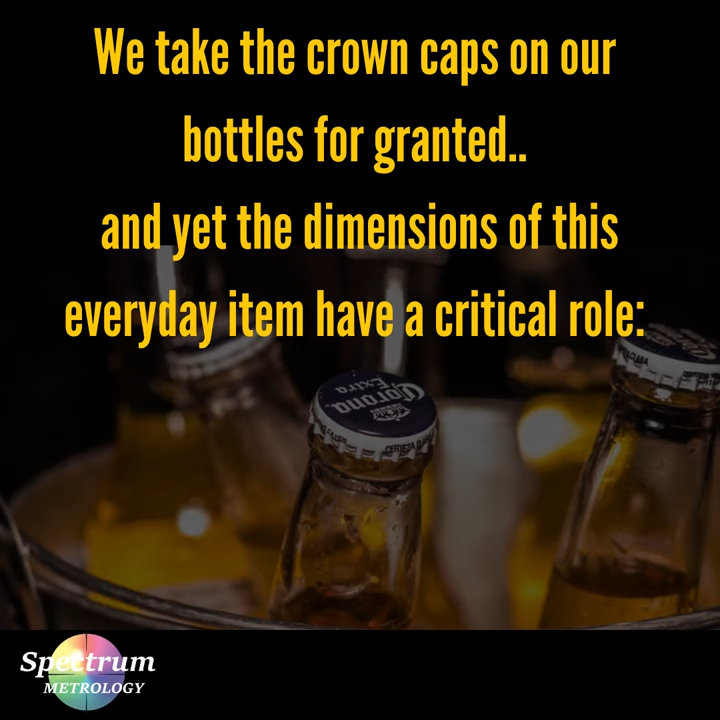 We take the crown caps on our
bottles for granted..
and yet the dimensions of this
everyday item have a critical role:
Corona
Extra
CERVEZA
Spectrum
METROLOGY